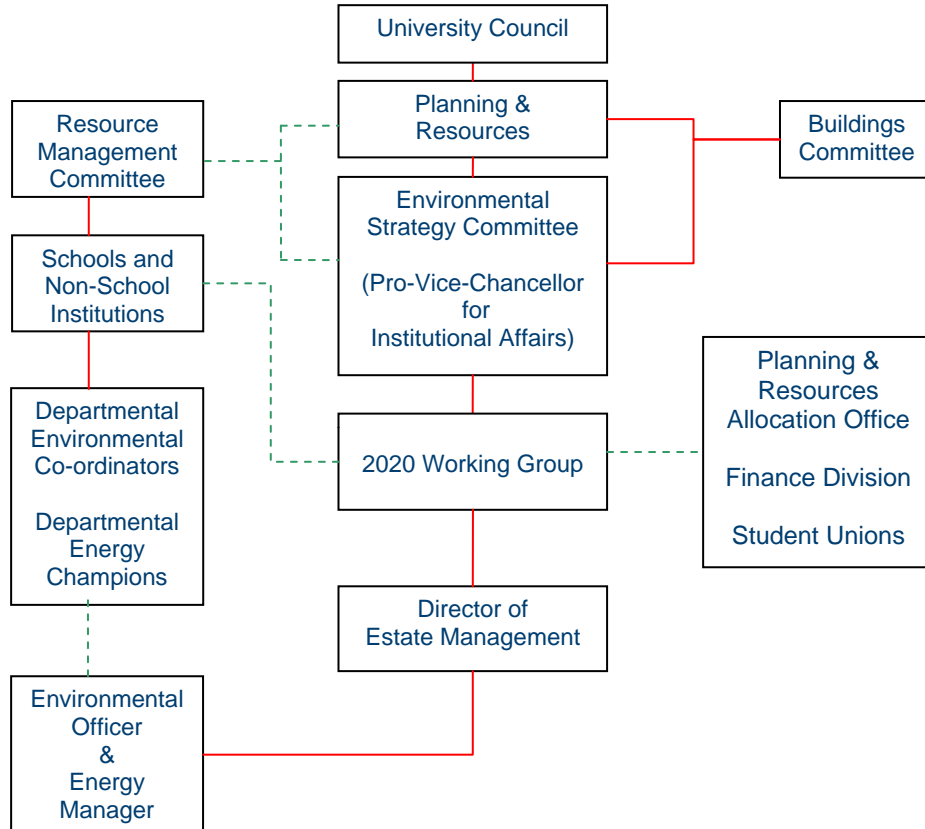 University Council
Planning &
Resources
Resource
Management
Committee
Buildings
Committee
Environmental
Strategy Committee
(Pro-Vice-Chancellor
for
Institutional Affairs)
Schools and
Non-School
Institutions
Planning &
Resources
Allocation Office
Finance Division
Student Unions
Departmental
Environmental
Co-ordinators
Departmental
Energy
Champions
2020 Working Group
Director of
Estate Management
Environmental
Officer
&
Energy
Manager